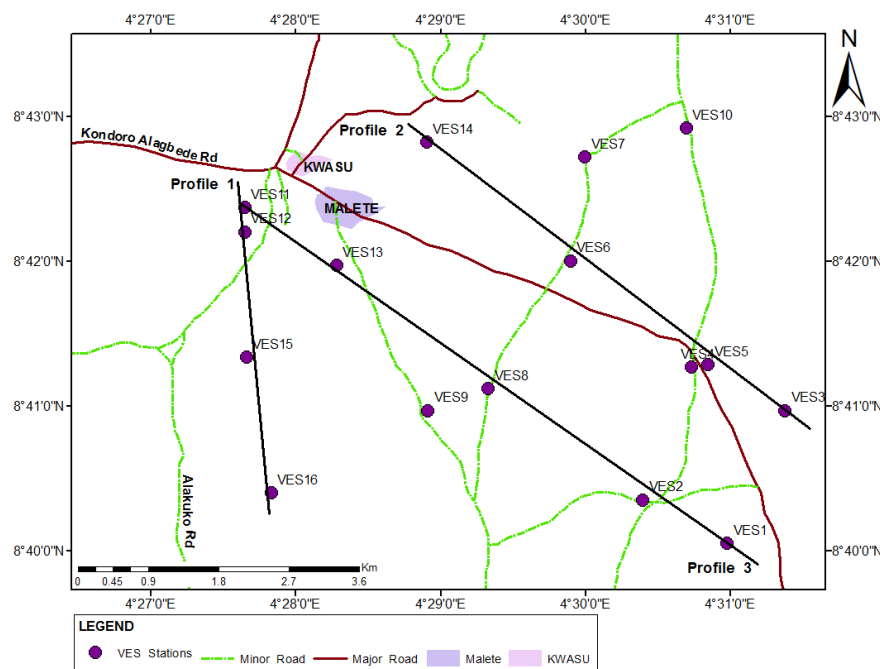 4°27'0"E 4°28'0"E 4°29'0"E 4°30'0"E 4°31'0"E
N
8°43'0"N 8°43'0"N
VES10
Profile 2 VES14
Kondoro Alagbede Rd
VES7
KWASU
Profile 1
VES11
MALETE
VES12
8°42'0"N 8°42'0"N
VES13 VES6
VES15 VES4 VES5
VES8
VES9 VES3
8°41'0"N 8°41'0"N
VES16 VES2
Alakuko Rd
VES1
8°40'0"N 8°40'0"N
Profile 3
Km
0 0.45 0.9 1.8 2.7 3.6
4°27'0"E 4°28'0"E 4°29'0"E 4°30'0"E 4°31'0"E
LEGEND
VES Stations Minor Road Major Road Malete KWASU